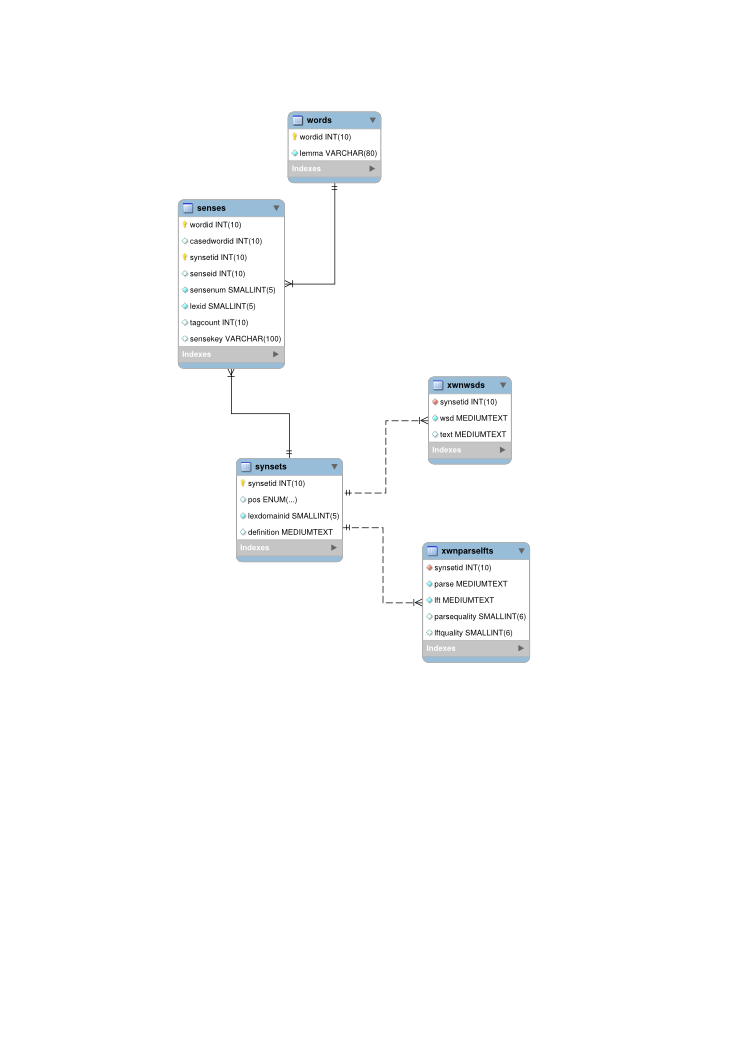 words
wordid INT(10)
lemma VARCHAR(80)
Indexes
senses
wordid INT(10)
casedwordid INT(10)
synsetid INT(10)
senseid INT(10)
sensenum SMALLINT(5)
lexid SMALLINT(5)
tagcount INT(10)
sensekey VARCHAR(100)
Indexes
xwnwsds
synsetid INT(10)
wsd MEDIUMTEXT
text MEDIUMTEXT
Indexes
synsets
synsetid INT(10)
pos ENUM(...)
lexdomainid SMALLINT(5)
definition MEDIUMTEXT
Indexes
xwnparselfts
synsetid INT(10)
parse MEDIUMTEXT
lft MEDIUMTEXT
parsequality SMALLINT(6)
lftquality SMALLINT(6)
Indexes